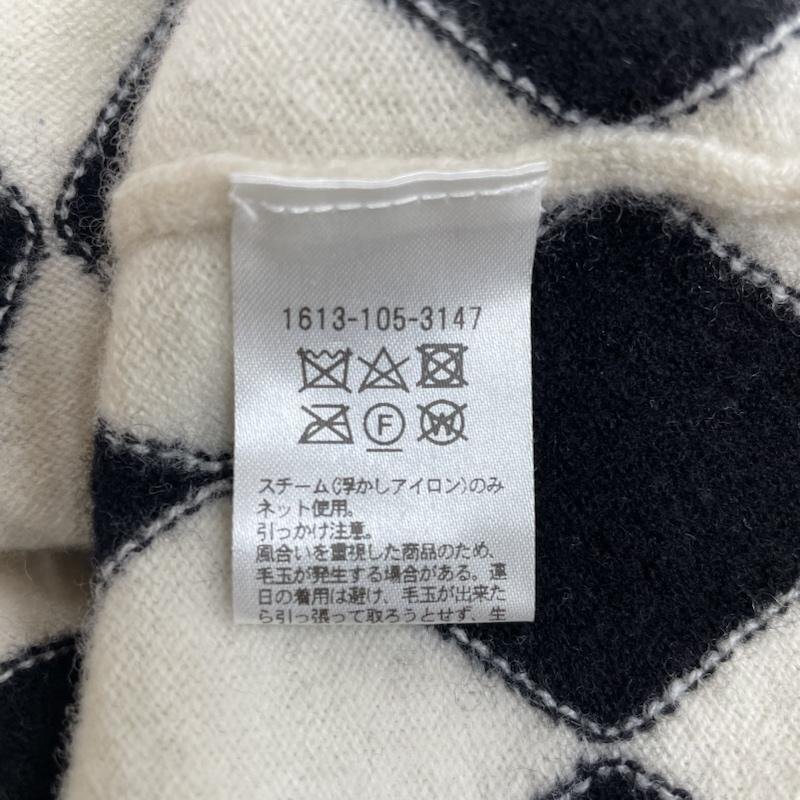 1613-105-3147
F W
スチーム(浮かしアイロン)のみ
ネット使用。
引っかけ注意。
風合いを重視した商品のため、
毛玉が発生する場合がある。連
日の着用は避け、毛玉が出来た
ら引っ張って取ろうとせず、生